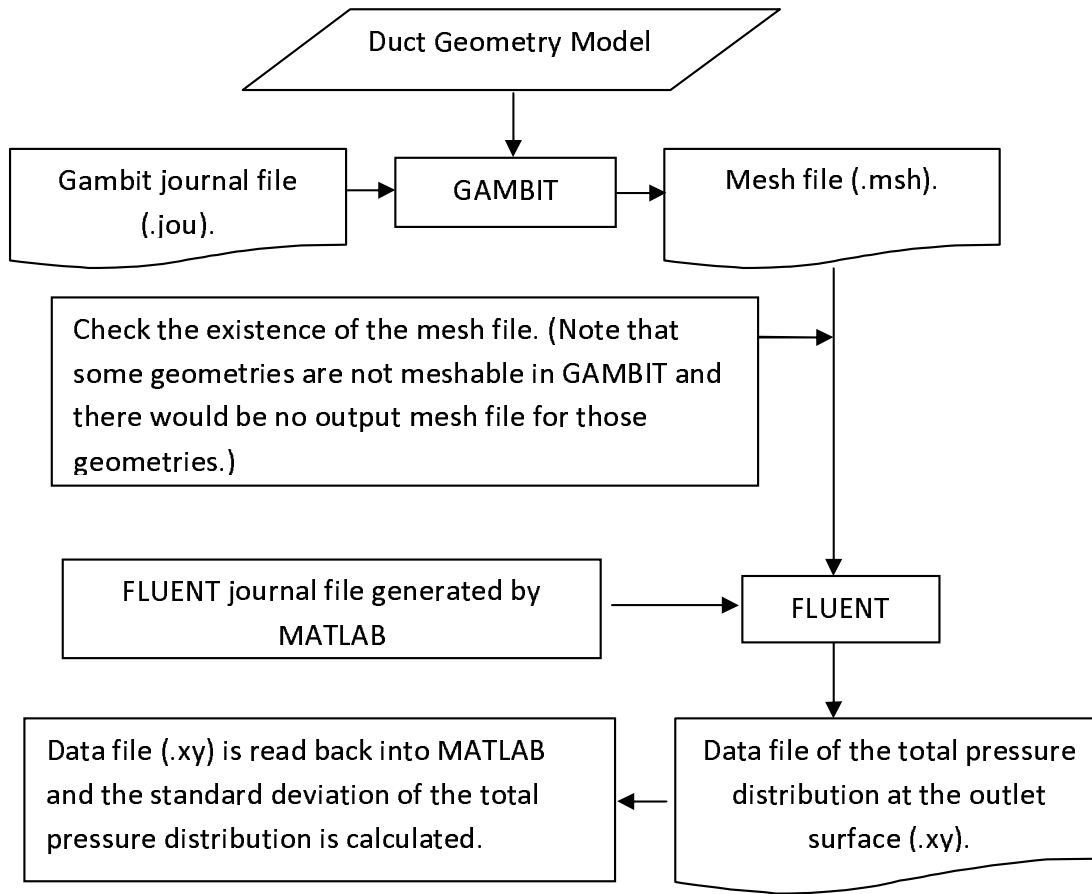 Duct Geometry Model
Gambit journal file
(.jou).
GAMBIT
Mesh file (.msh).
Check the existence of the mesh file. (Note that
some geometries are not meshable in GAMBIT and
there would be no output mesh file for those
geometries.)
FLUENT journal file generated by
MATLAB
FLUENT
Data file (.xy) is read back into MATLAB
and the standard deviation of the total
pressure distribution is calculated.
Data file of the total pressure
distribution at the outlet
surface (.xy).